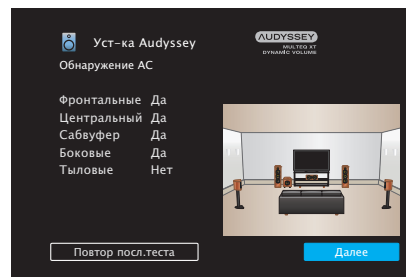 Уст-ка Audyssey
AUDYSSEY
MULTEQ XT
DYNAMIC VOLUME
Обнаружение АС
Фронтальные Да
Центральный Да
Сабвуфер Да
Боковые Да
Тыловые Нет
Повтор посл.теста
Далее